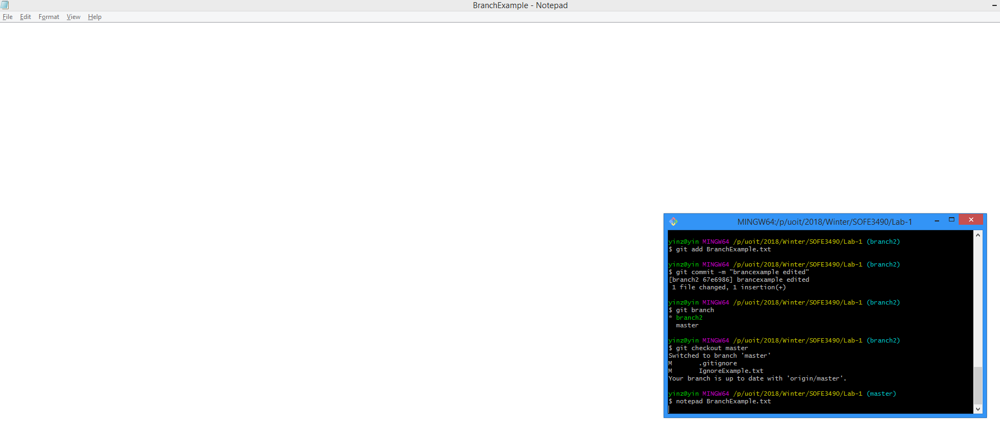 BranchExample - Notepad
File Edit Format View Help
MINGW64:/p/uoit/2018/Winter/SOFE3490/Lab-1
yinz@yin MINGW64 /p/uoit/2018/Winter/SOFE3490/Lab-1 (branch2)
$ git add BranchExample.txt
yinz@yin MINGW64 /p/uoit/2018/Winter/SOFE3490/Lab-1 (branch2)
$ git commit -m "brancexample edited"
[branch2 67e6986] brancexample edited
1 file changed, 1 insertion(+)
yinz@yin MINGW64 /p/uoit/2018/Winter/SOFE3490/Lab-1 (branch2)
$ git branch
* branch2
master
yinz@yin MINGW64 /p/uoit/2018/Winter/SOFE3490/Lab-1 (branch2)
$ git checkout master
Switched to branch 'master'
M .gitignore
M IgnoreExample.txt
Your branch is up to date with 'origin/master'.
yinz@yin MINGW64 /p/uoit/2018/Winter/SOFE3490/Lab-1 (master)
$ notepad BranchExample.txt